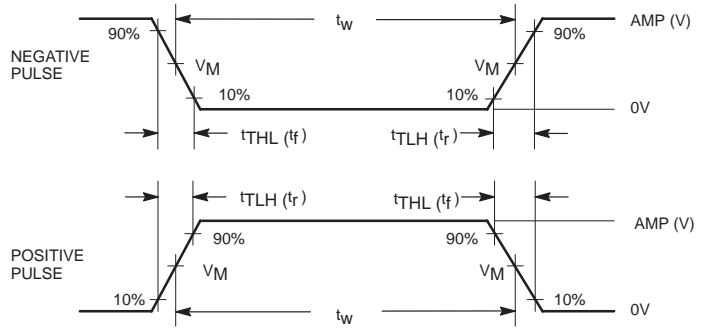 tw
AMP (V)
90%
90%
NEGATIVE
PULSE
VM
VM
10%
10%
0V
tTHL (tf)
tTLH (tr)
tTLH (tr)
tTHL (tf)
AMP (V)
90%
90%
POSITIVE
PULSE
VM
VM
10%
10%
tw
0V